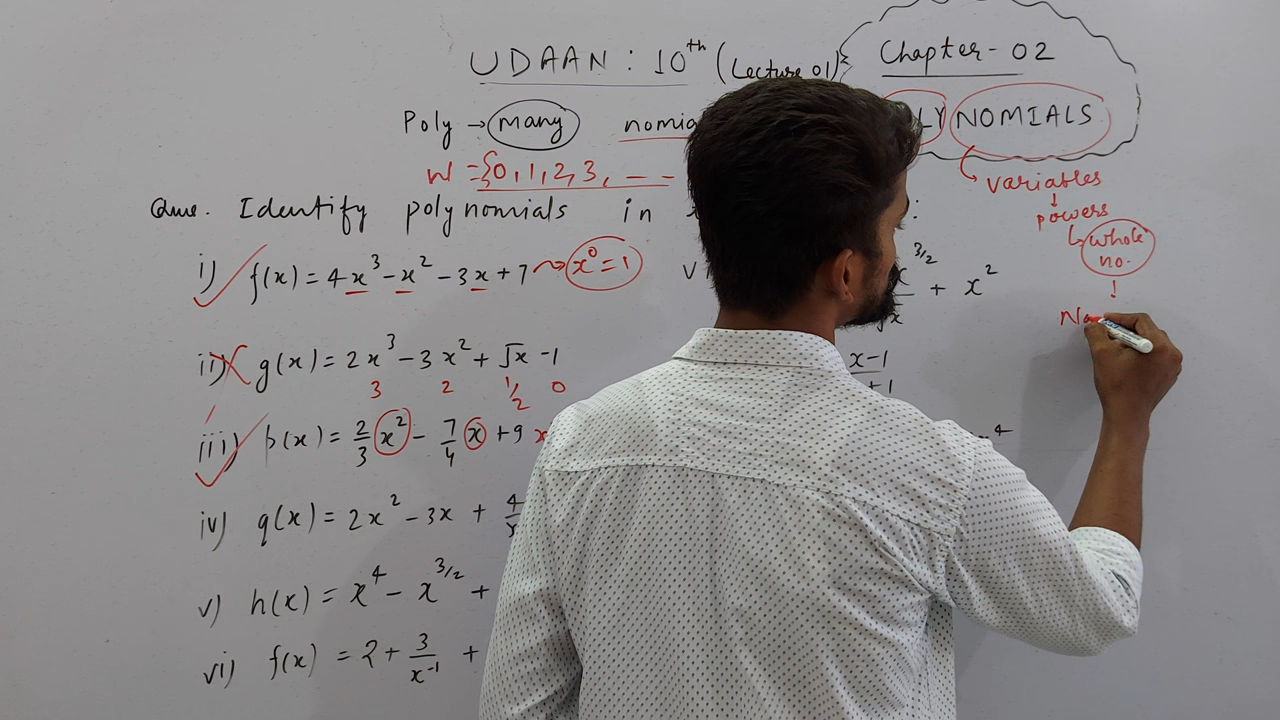 UDAAN : 10th (Lecture 01)
Chapter - 02
LY NOMIALS
Poly → many nomia
W = {0, 1, 2, 3, - -
variables
↓
powers
↳ whole no.
↓
Na
Que. Identify polynomials in :
i) f(x) = 4x³ - x² - 3x + 7 → x⁰ = 1
ii) g(x) = 2x³ - 3x² + √x - 1
3 2 1/2 0
iii) p(x) = 2/3 x² - 7/4 x + 9
iv) q(x) = 2x² - 3x + 4/x
v) h(x) = x⁴ - x^3/2 +
vi) f(x) = 2 + 3/x⁻¹ +
x^3/2 / √x + x²
x-1
+1
4